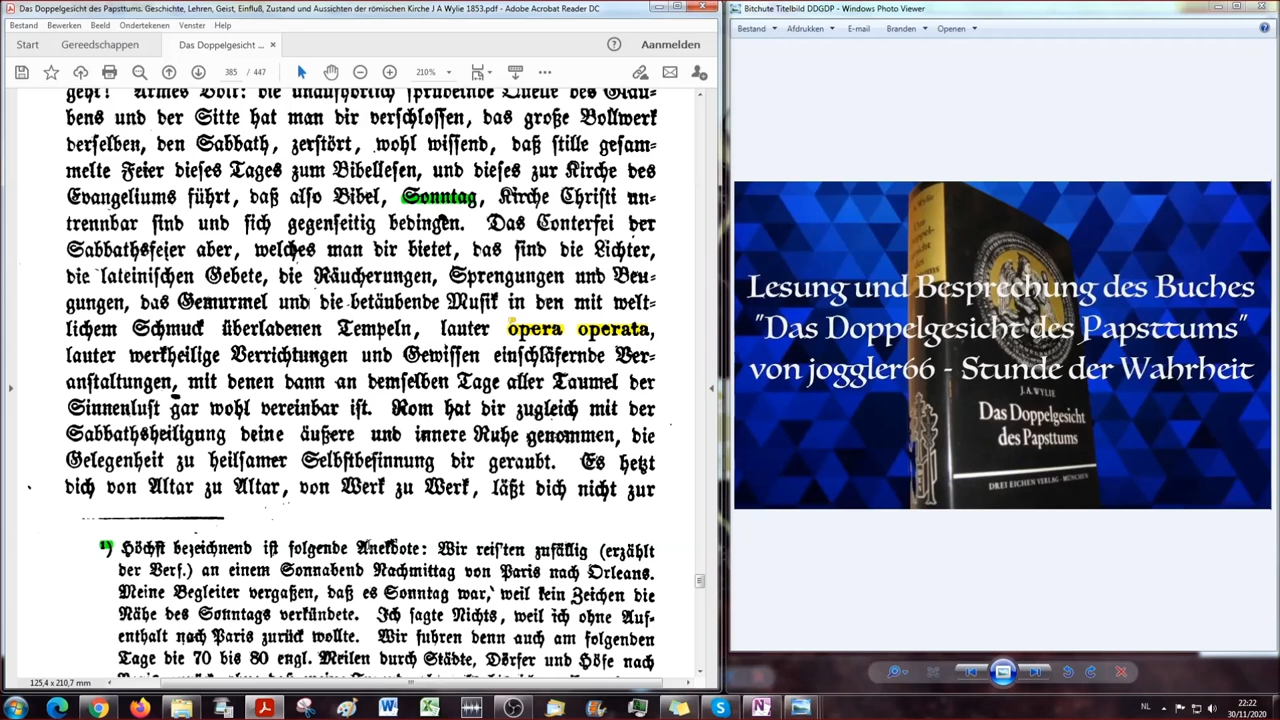 Das Doppelgesicht des Papsttums. Geschichte, Lehren, Geist, Einfluß, Zustand und Aussichten der römischen Kirche J A Wylie 1853.pdf - Adobe Acrobat Reader DC
Bestand Bewerken Beeld Ondertekenen Venster Help
Start Gereedschappen Das Doppelgesicht ... × Aanmelden
385 / 447 210%
geht! Armes Volk: die unaufhörlich sprudelnde Quelle des Glau-
bens und der Sitte hat man dir verschlossen, das große Bollwerk
derselben, den Sabbath, zerstört, wohl wissend, daß stille gesam-
melte Feier dieses Tages zum Bibellesen, und dieses zur Kirche des
Evangeliums führt, daß also Bibel, Sonntag, Kirche Christi un-
trennbar sind und sich gegenseitig bedingen. Das Conterfei der
Sabbathsfeier aber, welches man dir bietet, das sind die Lichter,
die lateinischen Gebete, die Räucherungen, Sprengungen und Beu-
gungen, das Gemurmel und die betäubende Musik in den mit welt-
lichem Schmuck überladenen Tempeln, lauter opera operata,
lauter werkheilige Verrichtungen und Gewissen einschläfernde Ver-
anstaltungen, mit denen dann an demselben Tage aller Taumel der
Sinnenlust gar wohl vereinbar ist. Rom hat dir zugleich mit der
Sabbathsheiligung deine äußere und innere Ruhe genommen, die
Gelegenheit zu heilsamer Selbstbesinnung dir geraubt. Es hetzt
dich von Altar zu Altar, von Werk zu Werk, läßt dich nicht zur
1) Höchst bezeichnend ist folgende Anekdote: Wir reis'ten zufällig (erzählt
der Verf.) an einem Sonnabend Nachmittag von Paris nach Orleans.
Meine Begleiter vergaßen, daß es Sonntag war, weil kein Zeichen die
Nähe des Sonntags verkündete. Ich sagte Nichts, weil ich ohne Auf-
enthalt nach Paris zurück wollte. Wir fuhren denn auch am folgenden
Tage die 70 bis 80 engl. Meilen durch Städte, Dörfer und Höfe nach
125,4 x 210,7 mm
Bitchute Titelbild DDGDP - Windows Photo Viewer
Bestand Afdrukken E-mail Branden Openen
Lesung und Besprechung des Buches
"Das Doppelgesicht des Papsttums"
von joggler66 - Stunde der Wahrheit
J.A.WYLIE
Das Doppelgesicht
des Papsttums
DREI EICHEN VERLAG · MÜNCHEN
NL
22:22
30/11/2020